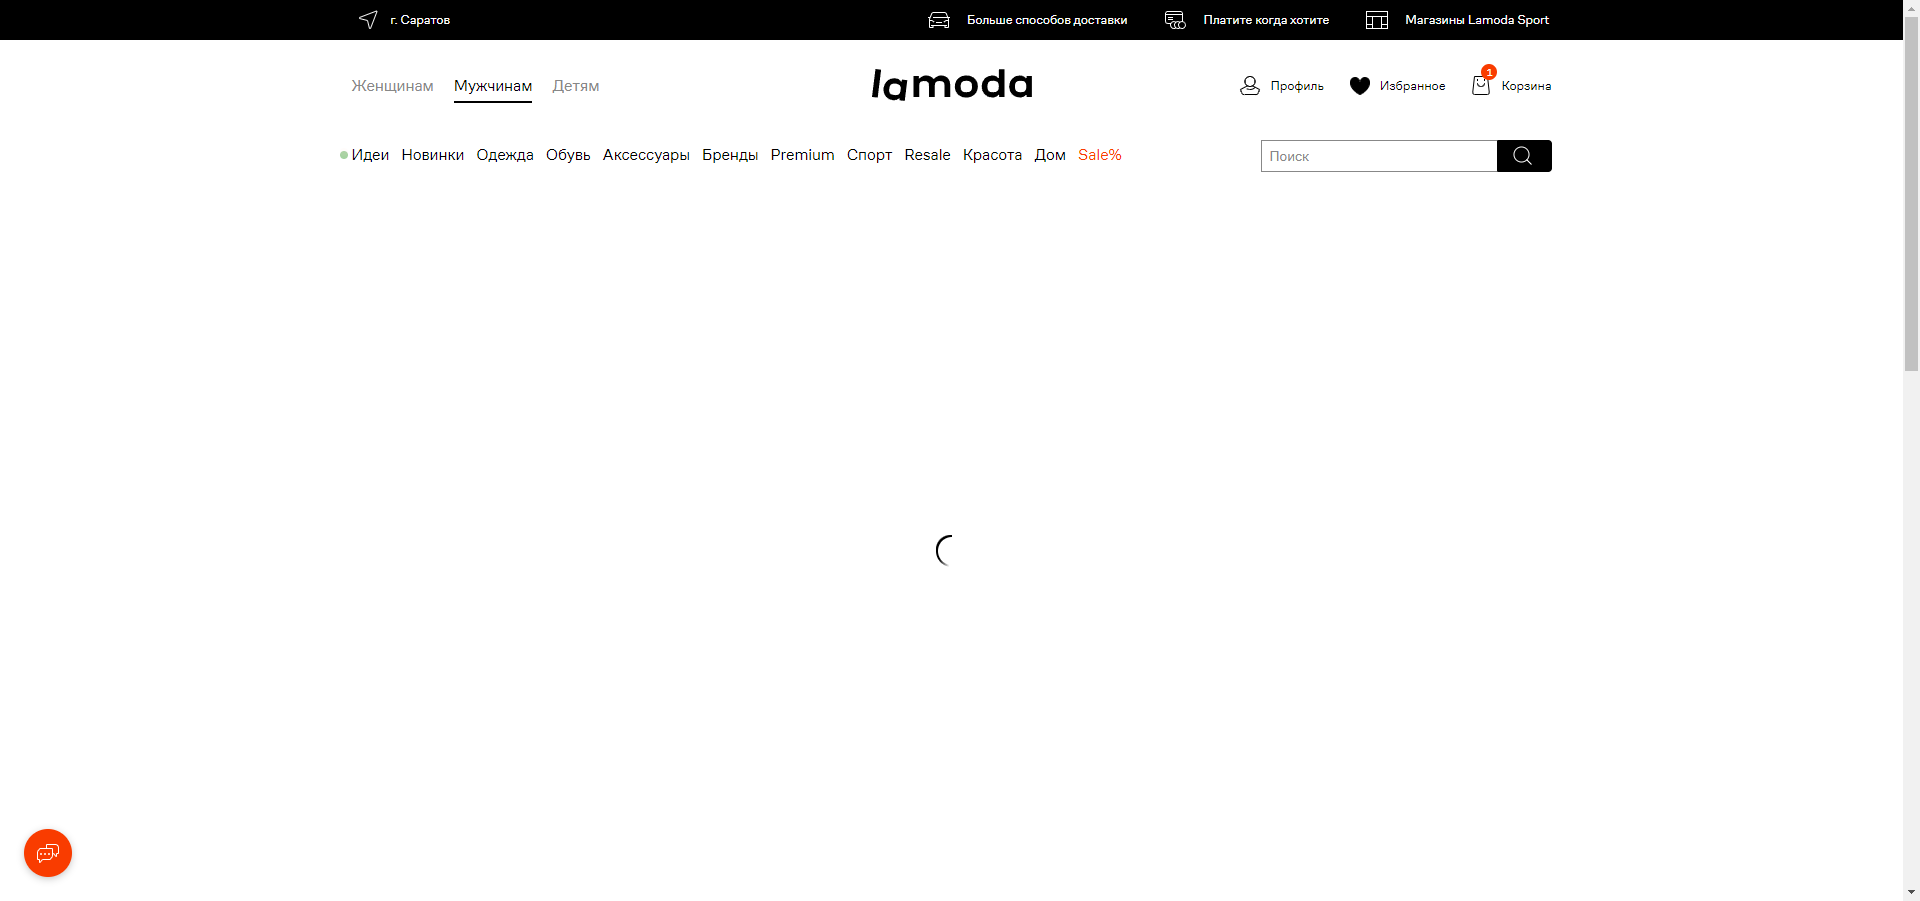 г. Саратов
Больше способов доставки
Платите когда хотите
Магазины Lamoda Sport
Женщинам
Мужчинам
Детям
lamoda
Профиль
Избранное
1
Корзина
Идеи
Новинки
Одежда
Обувь
Аксессуары
Бренды
Premium
Спорт
Resale
Красота
Дом
Sale%
Поиск